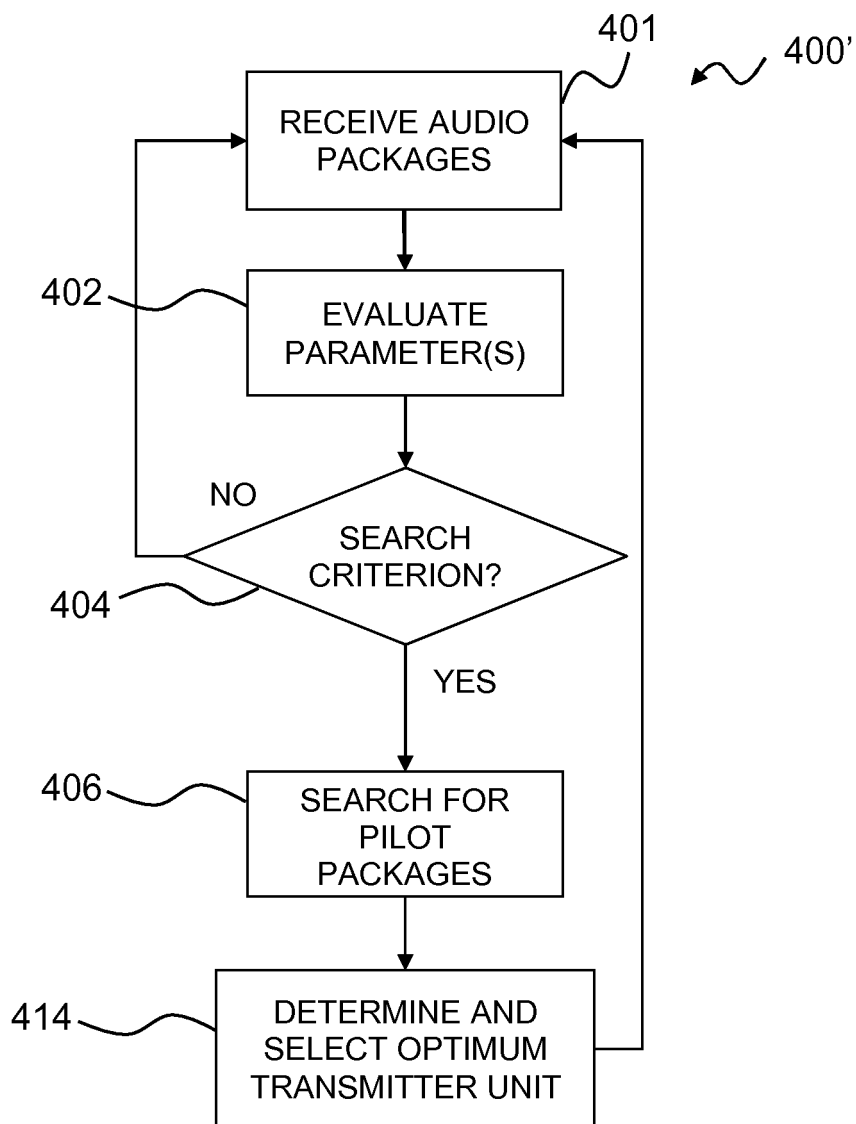 401
400’
RECEIVE AUDIO
PACKAGES
402
EVALUATE
PARAMETER(S)
NO
SEARCH
CRITERION?
404
YES
406
SEARCH FOR
PILOT
PACKAGES
414
DETERMINE AND
SELECT OPTIMUM
TRANSMITTER UNIT